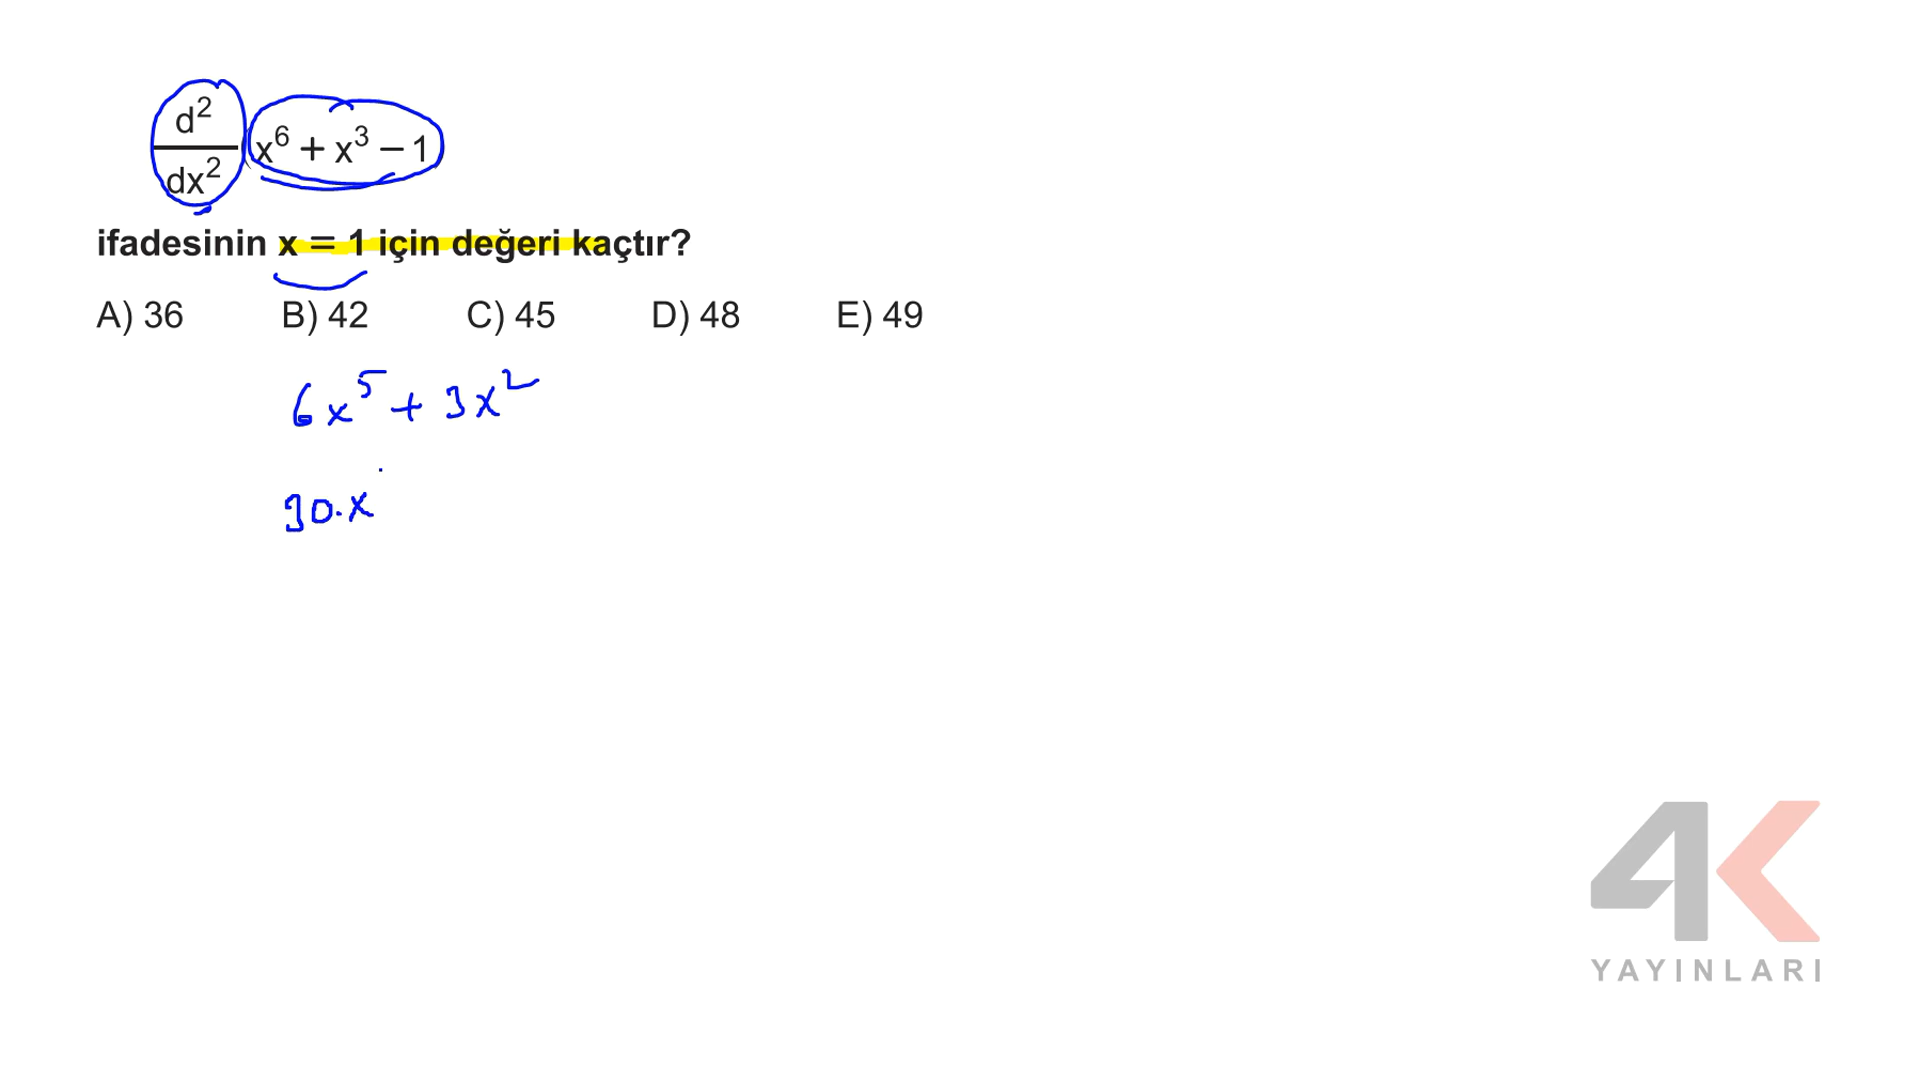 d²
dx²
x⁶ + x³ – 1
ifadesinin x = 1 için değeri kaçtır?
A) 36 B) 42 C) 45 D) 48 E) 49
6x⁵ + 3x²
30.x
4K
YAYINLARI